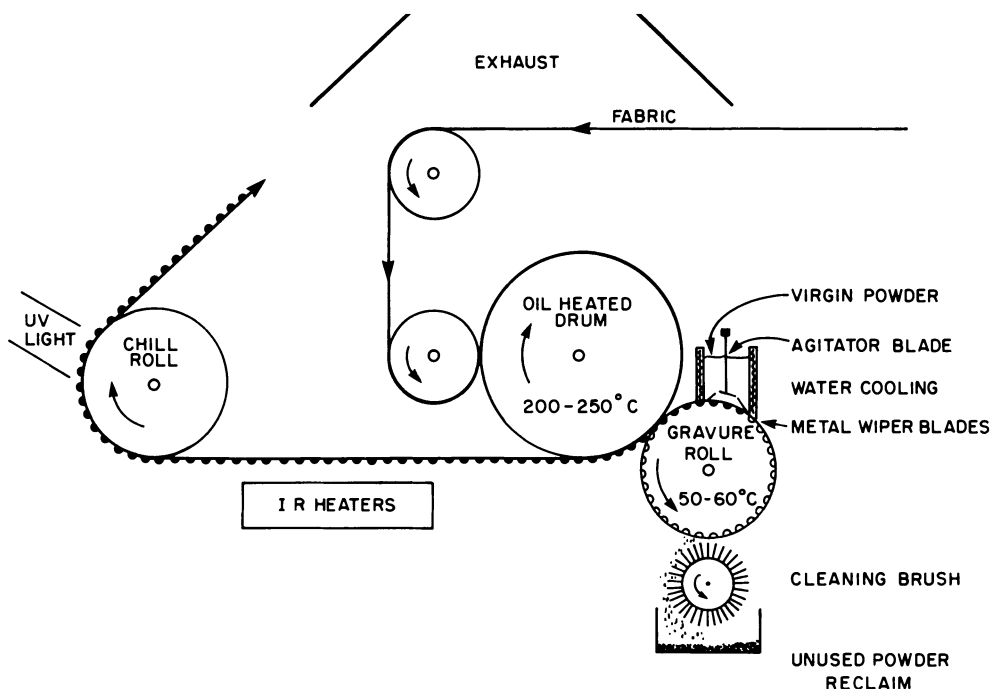 EXHAUST
FABRIC
UV
LIGHT
CHILL
ROLL
OIL HEATED
DRUM
200-250°C
VIRGIN POWDER
AGITATOR BLADE
WATER COOLING
METAL WIPER BLADES
GRAVURE
ROLL
50-60°C
I R HEATERS
CLEANING BRUSH
UNUSED POWDER
RECLAIM